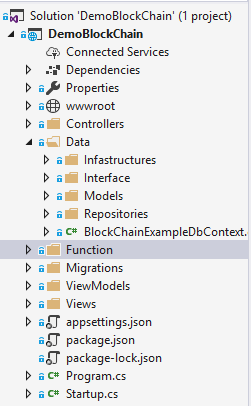 Solution 'DemoBlockChain' (1 project)
DemoBlockChain
Connected Services
Dependencies
Properties
wwwroot
Controllers
Data
Infastructures
Interface
Models
Repositories
C# BlockChainExampleDbContext.
Function
Migrations
ViewModels
Views
appsettings.json
package.json
package-lock.json
C# Program.cs
C# Startup.cs